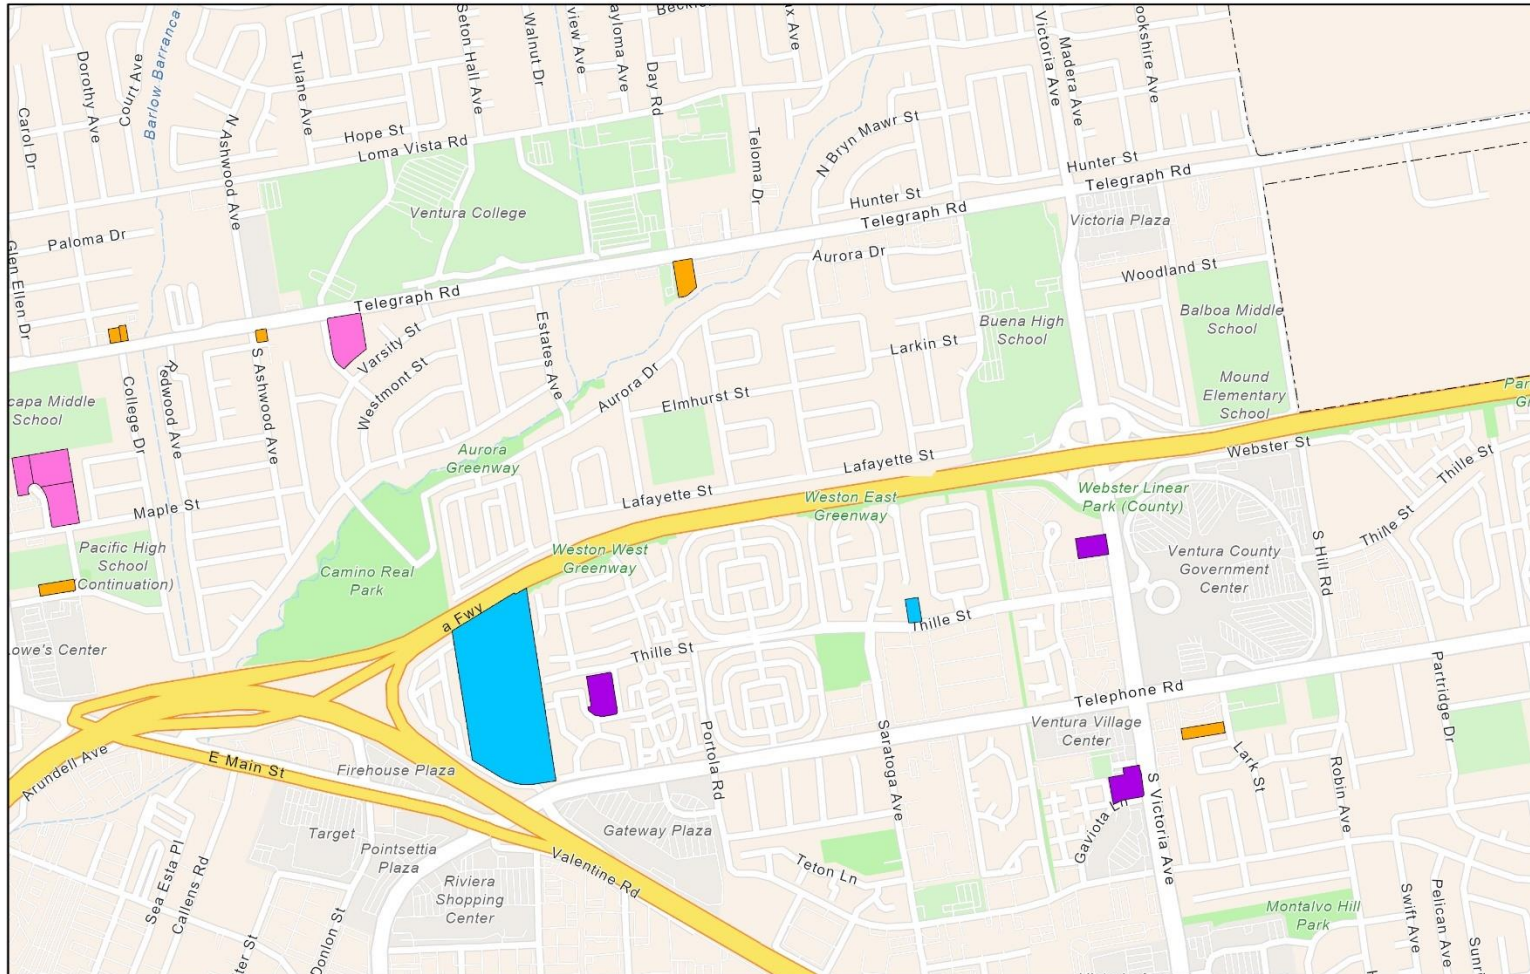 Carol Dr
Dorothy Ave
Court Ave
Barlow Barranca
N Ashwood Ave
Tulane Ave
Hope St
Loma Vista Rd
Seton Hall Ave
Walnut Dr
view Ave
ayloma Ave
Day Rd
Teloma Dr
ax Ave
N Bryn Mawr St
Victoria Ave
Madera Ave
ookshire Ave
Hunter St
Telegraph Rd
Hunter St
Telegraph Rd
Ventura College
Victoria Plaza
Paloma Dr
Glen Ellen Dr
Telegraph Rd
Aurora Dr
Woodland St
Balboa Middle
School
Buena High
School
Larkin St
Varsity St
Westmont St
Estates Ave
Aurora Dr
Elmhurst St
Mound
Elementary
School
capa Middle
School
College Dr
Redwood Ave
S Ashwood Ave
Aurora
Greenway
Lafayette St
Webster St
Thille St
Maple St
Lafayette St
Weston East
Greenway
Webster Linear
Park (County)
Thille St
Pacific High
School
(Continuation)
Camino Real
Park
Weston West
Greenway
Ventura County
Government
Center
S Hill Rd
a Fwy
Thille St
Thille St
Lowe's Center
Telephone Rd
Partridge Dr
Portola Rd
Saratoga Ave
Ventura Village
Center
Lark St
Robin Ave
Arundell Ave
E Main St
Firehouse Plaza
Gateway Plaza
Gaviota Ln
S Victoria Ave
Target
Pointsettia
Plaza
Valentine Rd
Teton Ln
Sea Esta Pl
Callens Rd
Donlon St
ter St
Riviera
Shopping
Center
Montalvo Hill
Park
Swift Ave
Pelican Ave